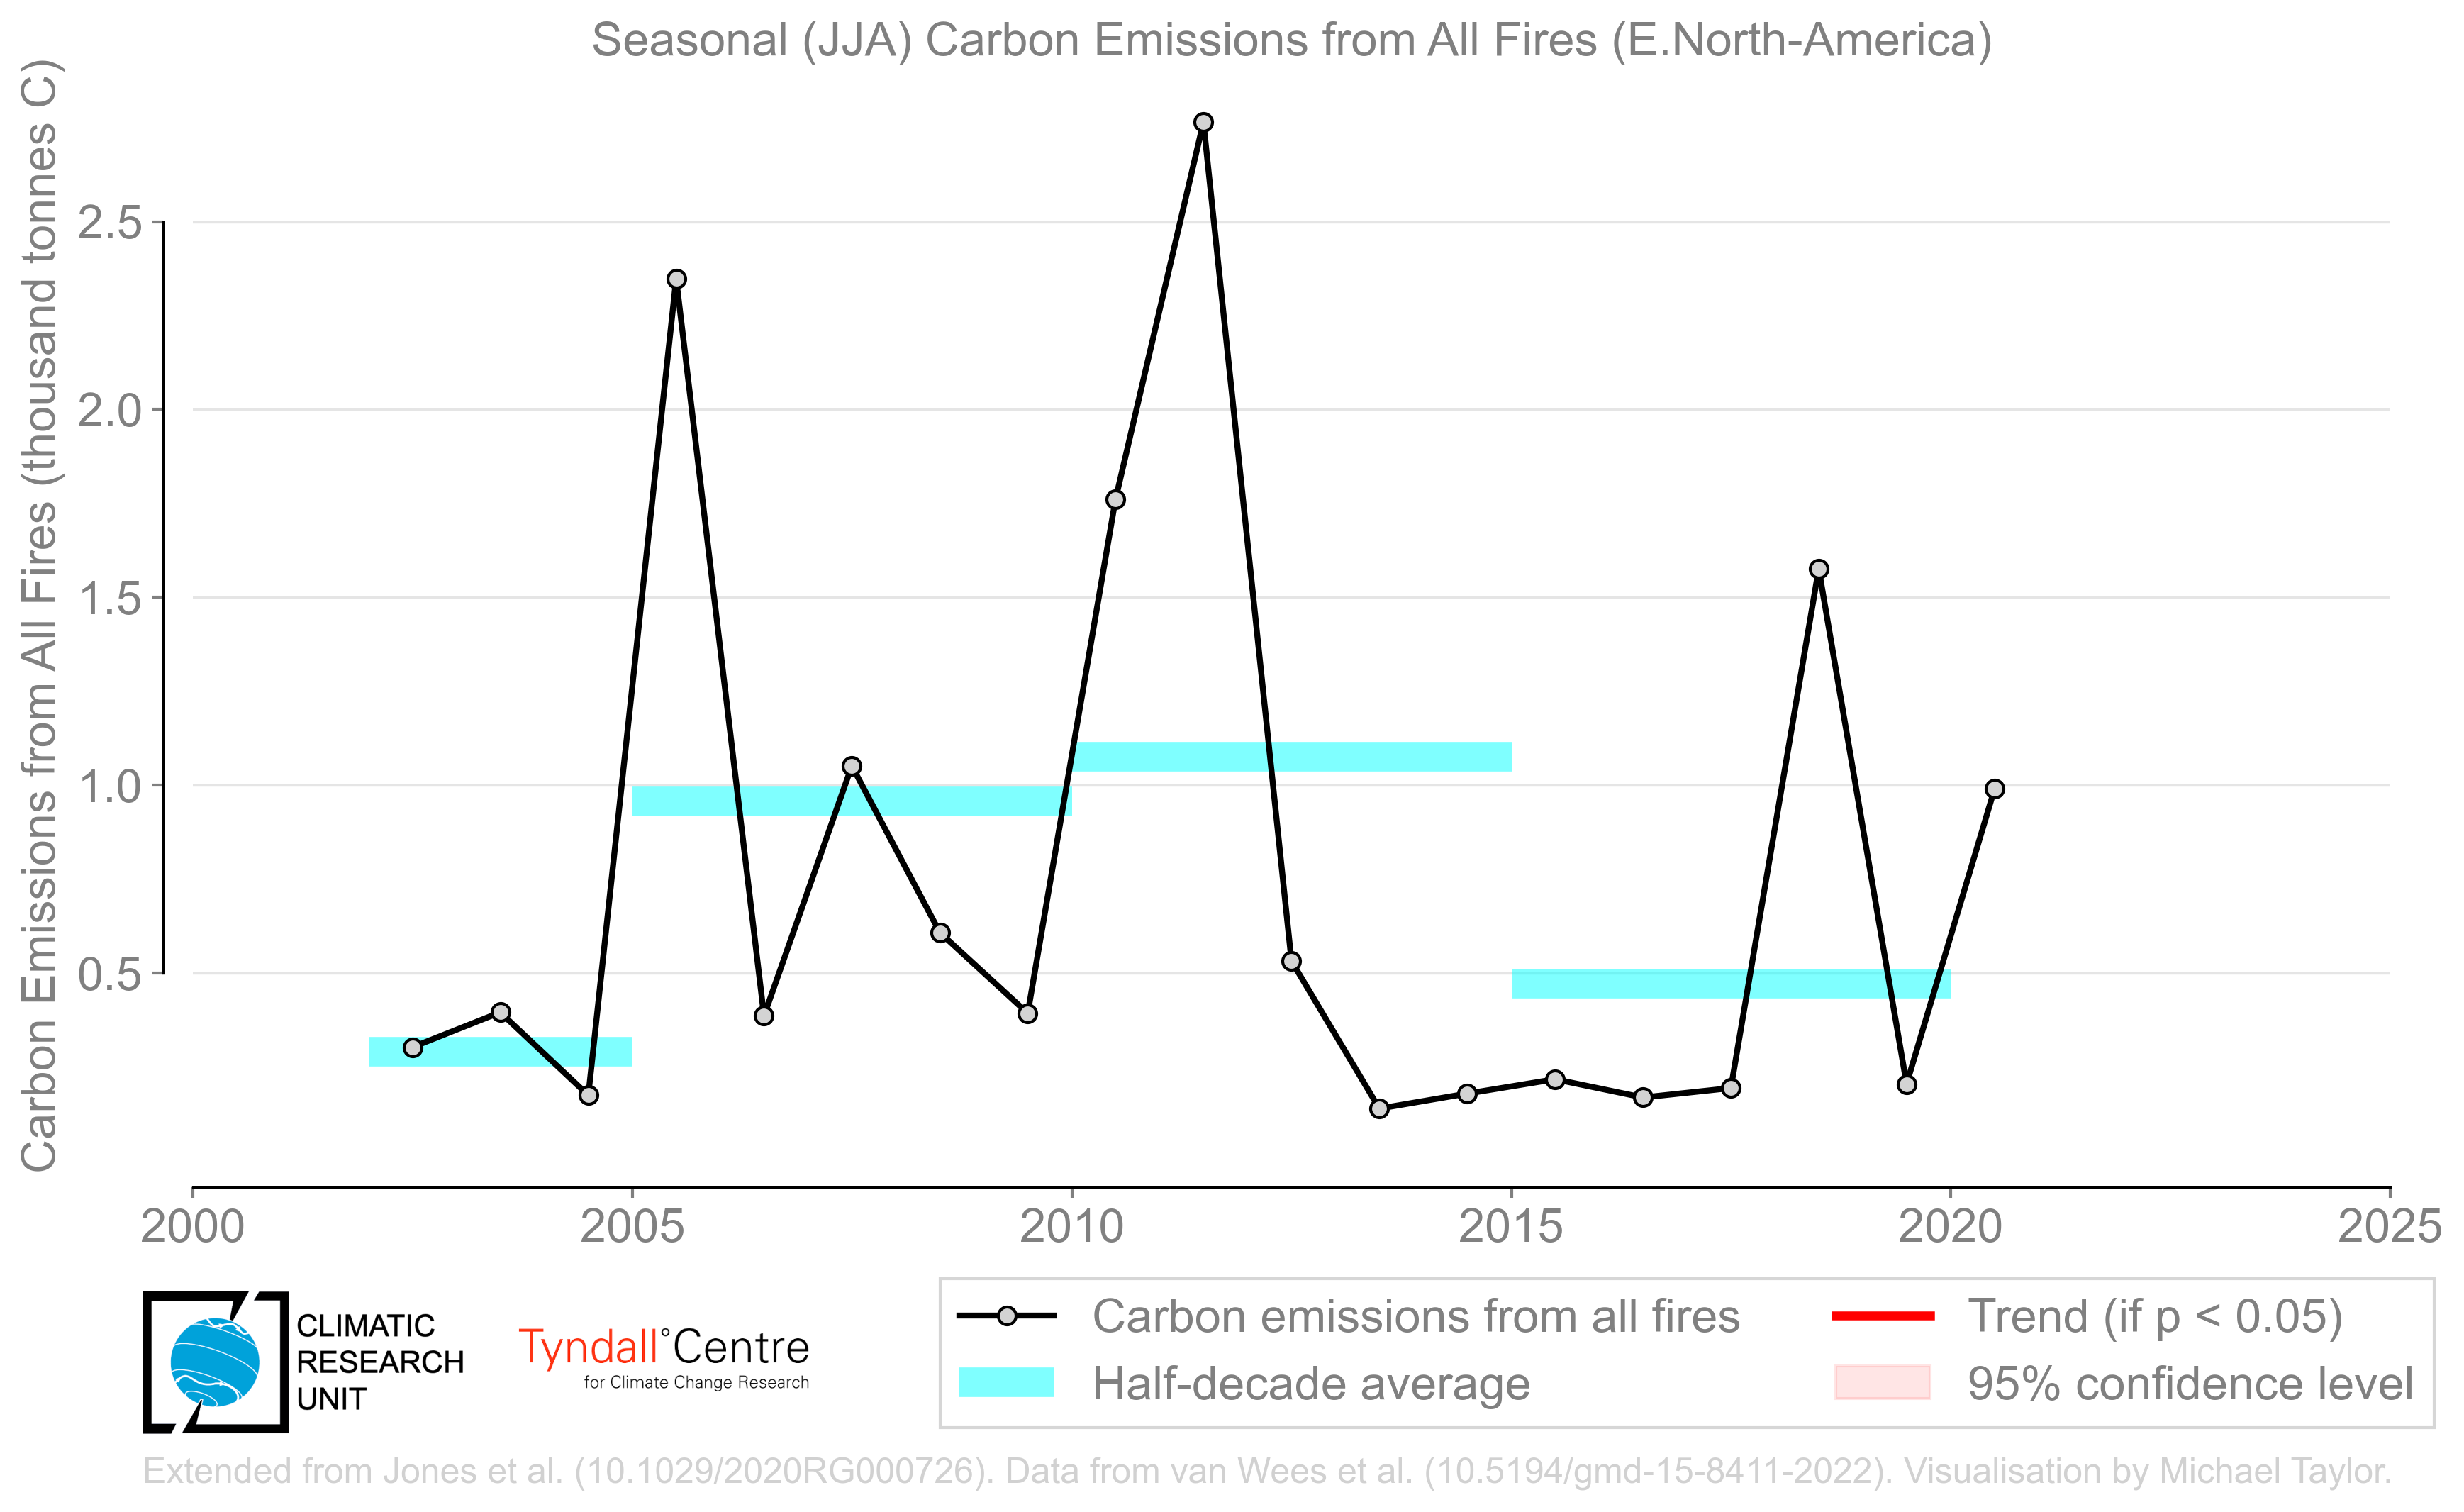 Seasonal (JJA) Carbon Emissions from All Fires (E.North-America)
Carbon Emissions from All Fires (thousand tonnes C)
2.5
2.0
1.5
1.0
0.5
2000 2005 2010 2015 2020 2025
CLIMATIC
RESEARCH
UNIT
Tyndall°Centre
for Climate Change Research
Carbon emissions from all fires
Half-decade average
Trend (if p < 0.05)
95% confidence level
Extended from Jones et al. (10.1029/2020RG000726). Data from van Wees et al. (10.5194/gmd-15-8411-2022). Visualisation by Michael Taylor.